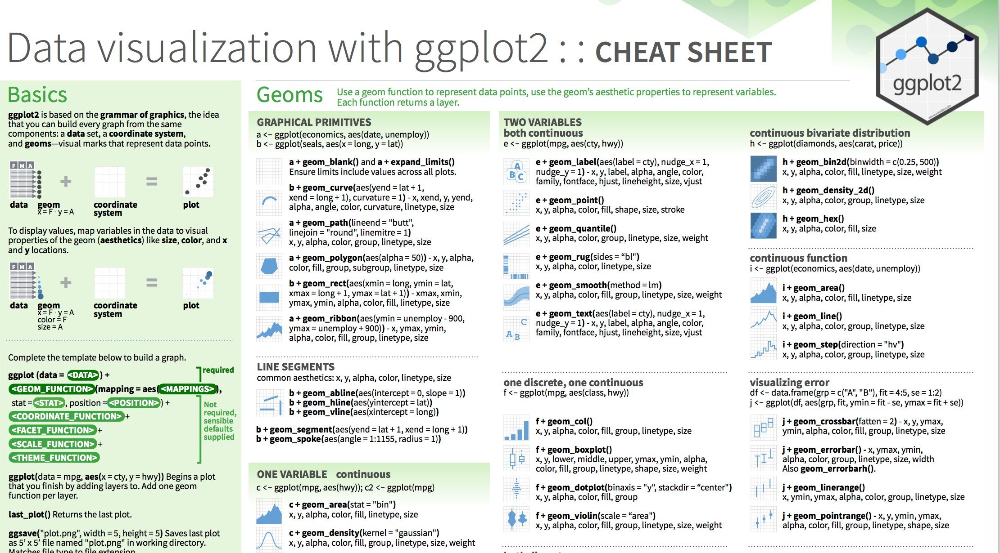 Data visualization with ggplot2 : : CHEAT SHEET
ggplot2
www.rstudio.com
Basics
ggplot2 is based on the grammar of graphics, the idea
that you can build every graph from the same
components: a data set, a coordinate system,
and geoms—visual marks that represent data points.
F M A
data
geom
x = F · y = A
coordinate
system
plot
To display values, map variables in the data to visual
properties of the geom (aesthetics) like size, color, and x
and y locations.
F M A
data
geom
x = F · y = A
color = F
size = A
coordinate
system
plot
Complete the template below to build a graph.
ggplot (data = <DATA>) +
<GEOM_FUNCTION>(mapping = aes(<MAPPINGS>),
stat = <STAT>, position = <POSITION>) +
<COORDINATE_FUNCTION> +
<FACET_FUNCTION> +
<SCALE_FUNCTION> +
<THEME_FUNCTION>
required
Not
required,
sensible
defaults
supplied
ggplot(data = mpg, aes(x = cty, y = hwy)) Begins a plot
that you finish by adding layers to. Add one geom
function per layer.
last_plot() Returns the last plot.
ggsave("plot.png", width = 5, height = 5) Saves last plot
as 5' x 5' file named "plot.png" in working directory.
Matches file type to file extension.
Geoms
Use a geom function to represent data points, use the geom's aesthetic properties to represent variables.
Each function returns a layer.
GRAPHICAL PRIMITIVES
a <- ggplot(economics, aes(date, unemploy))
b <- ggplot(seals, aes(x = long, y = lat))
a + geom_blank() and a + expand_limits()
Ensure limits include values across all plots.
b + geom_curve(aes(yend = lat + 1,
xend = long + 1), curvature = 1) - x, xend, y, yend,
alpha, angle, color, curvature, linetype, size
a + geom_path(lineend = "butt",
linejoin = "round", linemitre = 1)
x, y, alpha, color, group, linetype, size
a + geom_polygon(aes(alpha = 50)) - x, y, alpha,
color, fill, group, subgroup, linetype, size
b + geom_rect(aes(xmin = long, ymin = lat,
xmax = long + 1, ymax = lat + 1)) - xmax, xmin,
ymax, ymin, alpha, color, fill, linetype, size
a + geom_ribbon(aes(ymin = unemploy - 900,
ymax = unemploy + 900)) - x, ymax, ymin,
alpha, color, fill, group, linetype, size
LINE SEGMENTS
common aesthetics: x, y, alpha, color, linetype, size
b + geom_abline(aes(intercept = 0, slope = 1))
b + geom_hline(aes(yintercept = lat))
b + geom_vline(aes(xintercept = long))
b + geom_segment(aes(yend = lat + 1, xend = long + 1))
b + geom_spoke(aes(angle = 1:1155, radius = 1))
ONE VARIABLE continuous
c <- ggplot(mpg, aes(hwy)); c2 <- ggplot(mpg)
c + geom_area(stat = "bin")
x, y, alpha, color, fill, linetype, size
c + geom_density(kernel = "gaussian")
x, y, alpha, color, fill, group, linetype, size, weight
TWO VARIABLES
both continuous
e <- ggplot(mpg, aes(cty, hwy))
A
B C
e + geom_label(aes(label = cty), nudge_x = 1,
nudge_y = 1) - x, y, label, alpha, angle, color,
family, fontface, hjust, lineheight, size, vjust
e + geom_point()
x, y, alpha, color, fill, shape, size, stroke
e + geom_quantile()
x, y, alpha, color, group, linetype, size, weight
e + geom_rug(sides = “bl")
x, y, alpha, color, linetype, size
e + geom_smooth(method = lm)
x, y, alpha, color, fill, group, linetype, size, weight
C
A B
e + geom_text(aes(label = cty), nudge_x = 1,
nudge_y = 1) - x, y, label, alpha, angle, color,
family, fontface, hjust, lineheight, size, vjust
one discrete, one continuous
f <- ggplot(mpg, aes(class, hwy))
f + geom_col()
x, y, alpha, color, fill, group, linetype, size
f + geom_boxplot()
x, y, lower, middle, upper, ymax, ymin, alpha,
color, fill, group, linetype, shape, size, weight
f + geom_dotplot(binaxis = "y", stackdir = “center")
x, y, alpha, color, fill, group
f + geom_violin(scale = “area")
x, y, alpha, color, fill, group, linetype, size, weight
continuous bivariate distribution
h <- ggplot(diamonds, aes(carat, price))
h + geom_bin2d(binwidth = c(0.25, 500))
x, y, alpha, color, fill, linetype, size, weight
h + geom_density_2d()
x, y, alpha, color, group, linetype, size
h + geom_hex()
x, y, alpha, color, fill, size
continuous function
i <- ggplot(economics, aes(date, unemploy))
i + geom_area()
x, y, alpha, color, fill, linetype, size
i + geom_line()
x, y, alpha, color, group, linetype, size
i + geom_step(direction = "hv")
x, y, alpha, color, group, linetype, size
visualizing error
df <- data.frame(grp = c("A", "B"), fit = 4:5, se = 1:2)
j <- ggplot(df, aes(grp, fit, ymin = fit - se, ymax = fit + se))
j + geom_crossbar(fatten = 2) - x, y, ymax,
ymin, alpha, color, fill, group, linetype, size
j + geom_errorbar() - x, ymax, ymin,
alpha, color, group, linetype, size, width
Also geom_errorbarh().
j + geom_linerange()
x, ymin, ymax, alpha, color, group, linetype, size
j + geom_pointrange() - x, y, ymin, ymax,
alpha, color, fill, group, linetype, shape, size